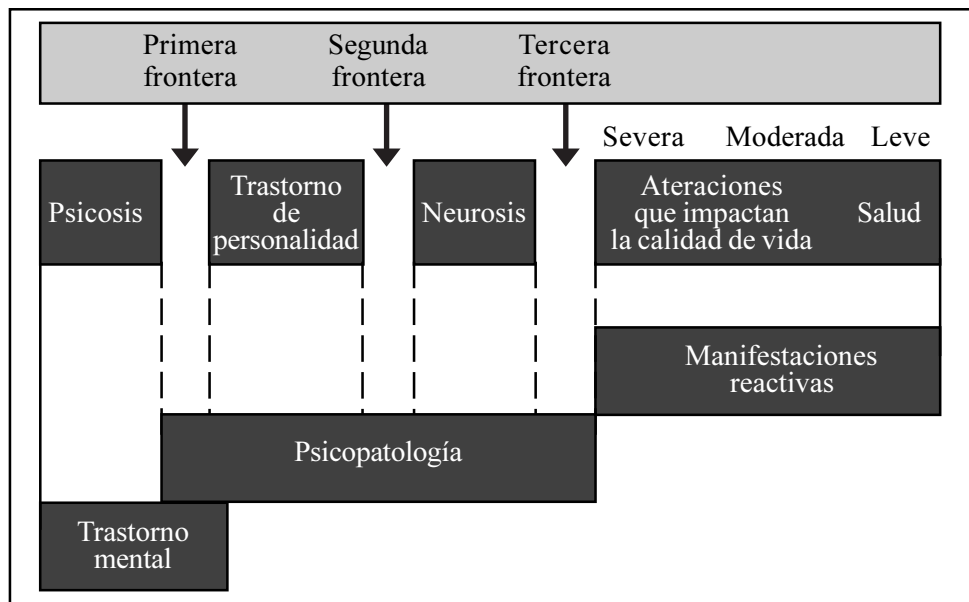 Primera
frontera
Segunda
frontera
Tercera
frontera
Severa Moderada Leve
Psicosis
Trastorno
de
personalidad
Neurosis
Ateraciones
que impactan
la calidad de vida
Salud
Manifestaciones
reactivas
Psicopatología
Trastorno
mental